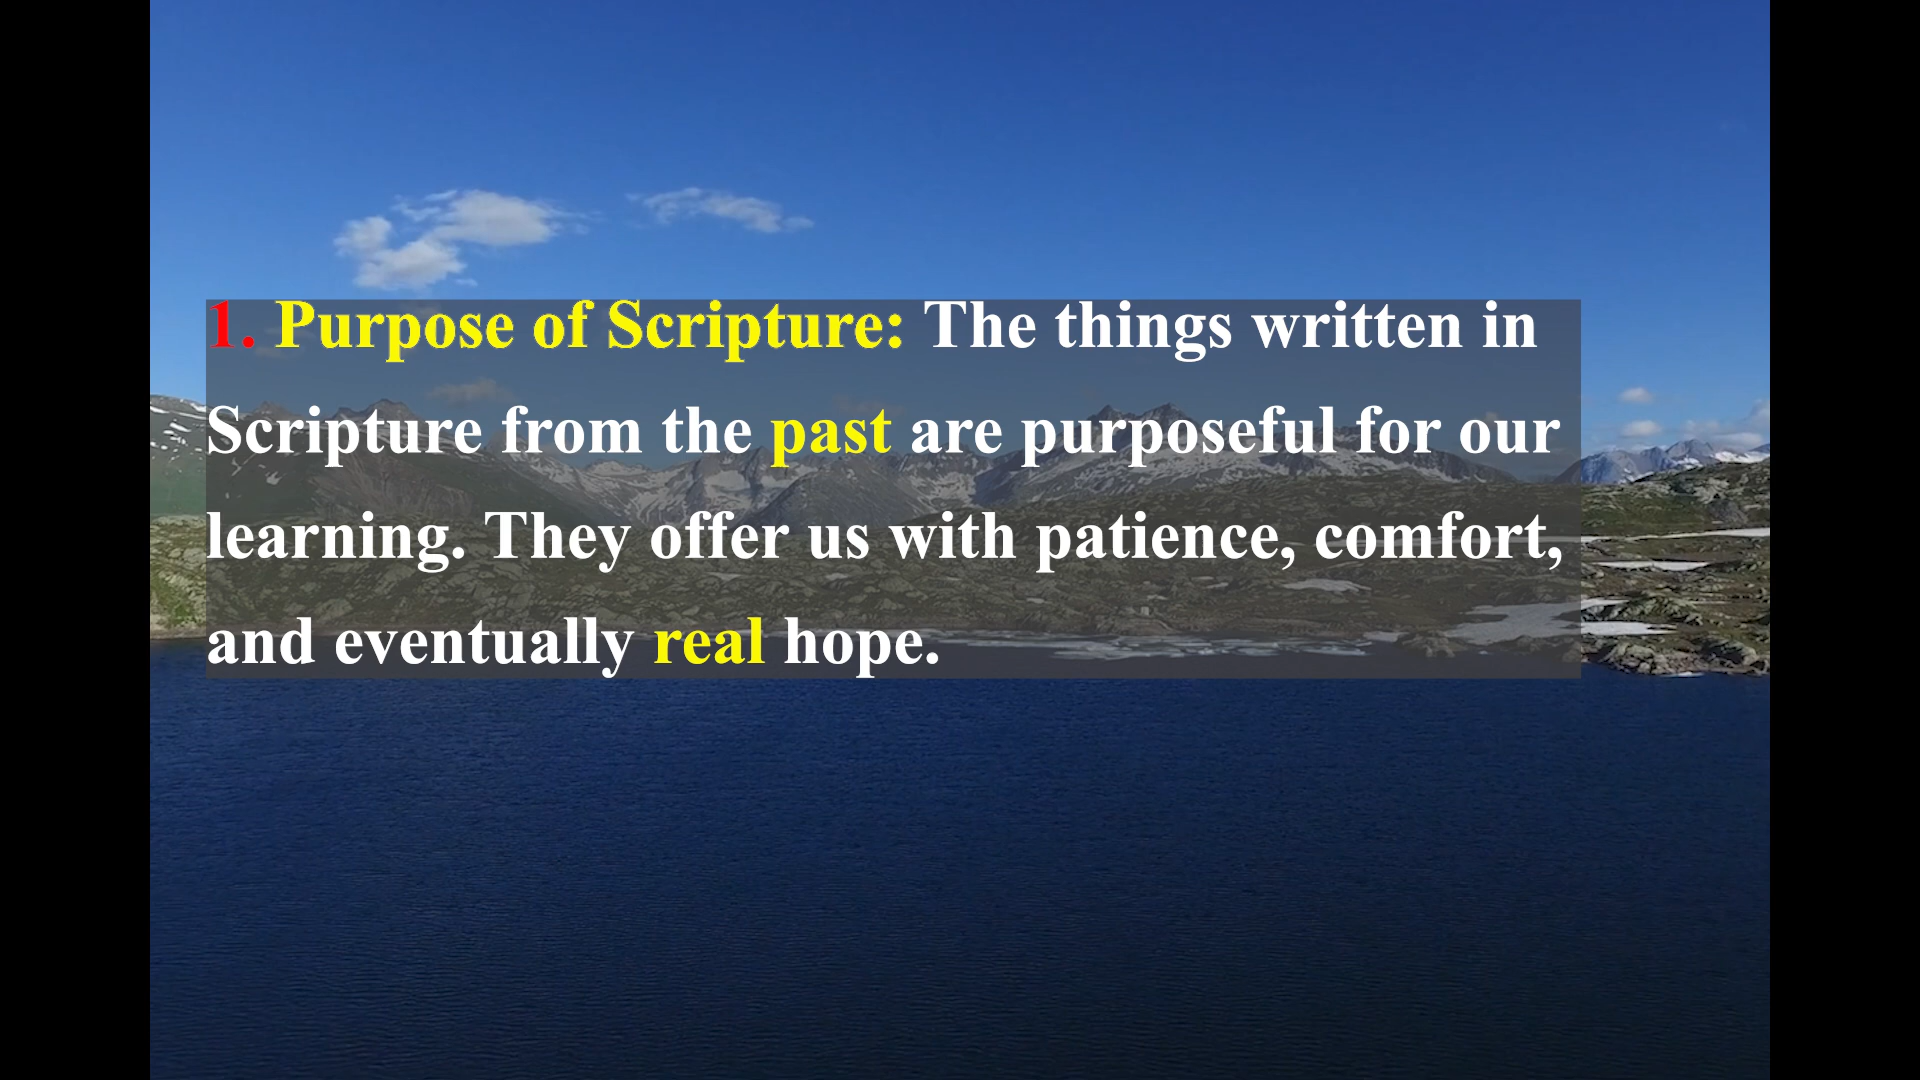 1. Purpose of Scripture: The things written in
Scripture from the past are purposeful for our
learning. They offer us with patience, comfort,
and eventually real hope.